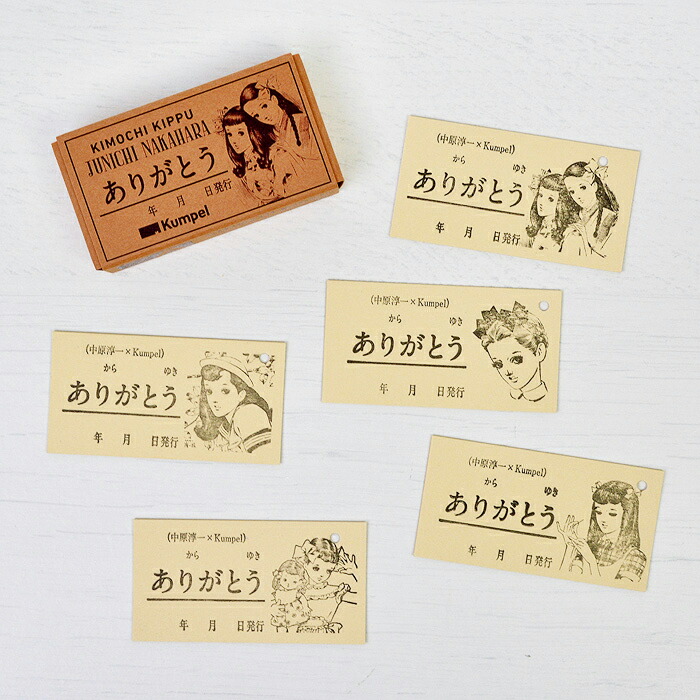 KIMOCHI KIPPU
JUNICHI NAKAHARA
ありがとう
年 月 日発行
Kumpel
(中原淳一×Kumpel)
から ゆき
ありがとう
年 月 日発行
(中原淳一×Kumpel)
から ゆき
ありがとう
年 月 日発行
(中原淳一×Kumpel)
から ゆき
ありがとう
年 月 日発行
(中原淳一×Kumpel)
から ゆき
ありがとう
年 月 日発行
(中原淳一×Kumpel)
から ゆき
ありがとう
年 月 日発行